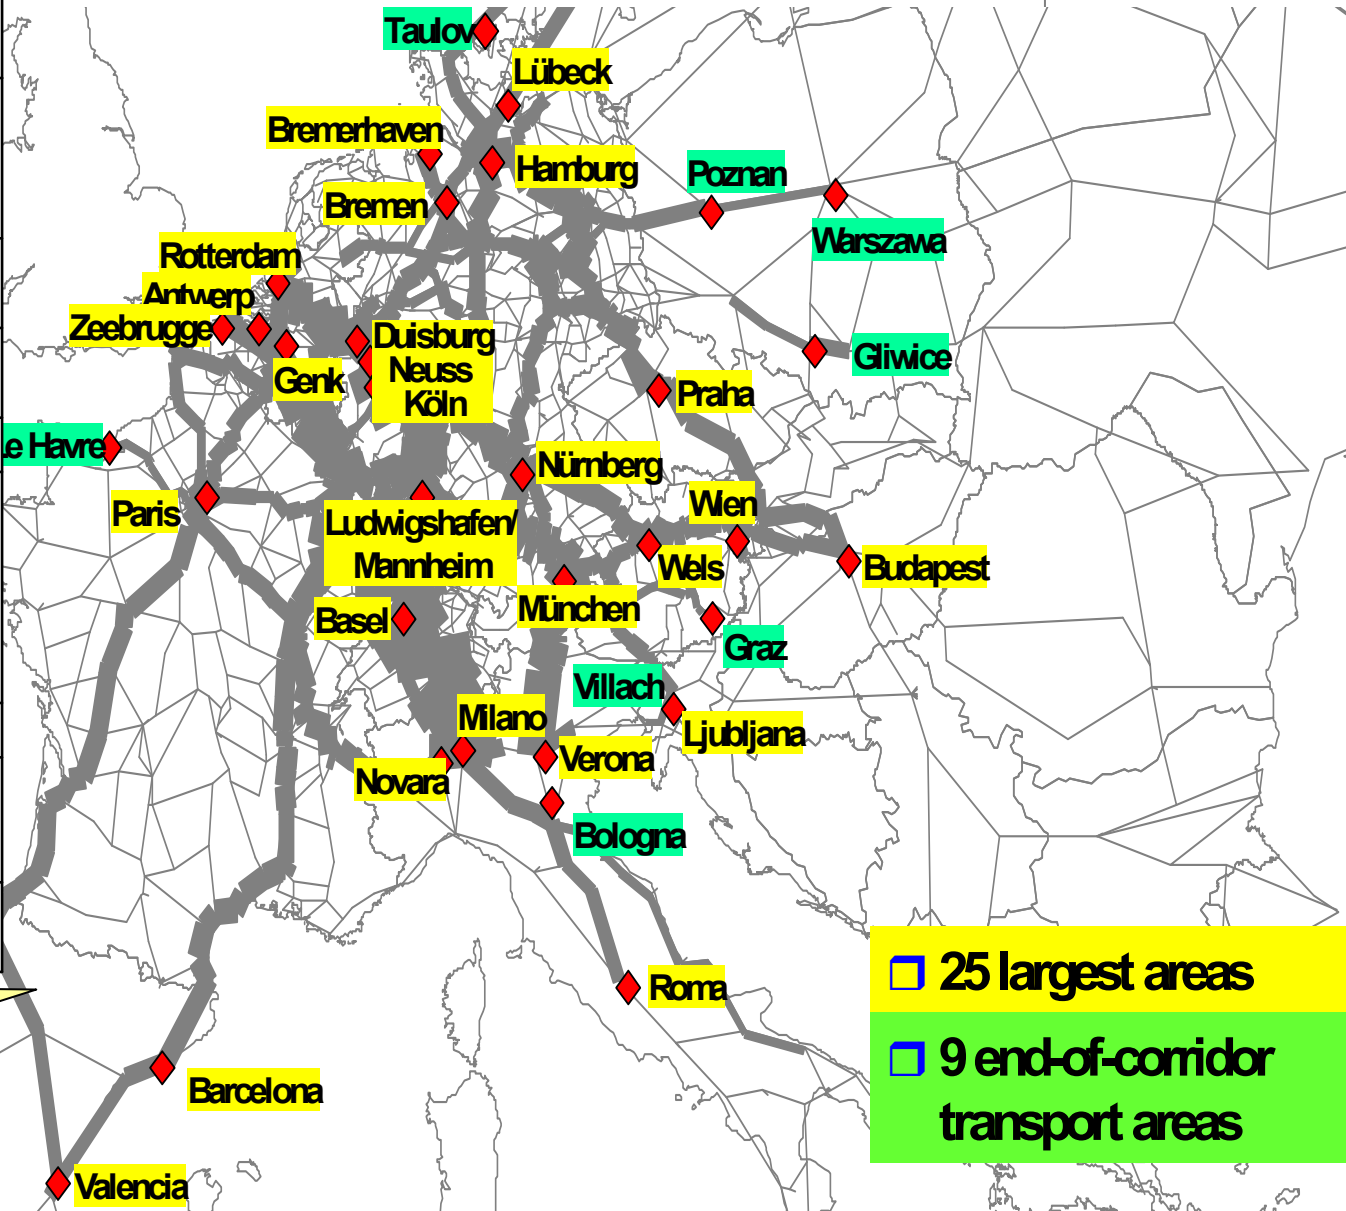 Taulov
Lübeck
Bremerhaven
Hamburg
Poznan
Bremen
Warszawa
Rotterdam
Antwerp
Zeebrugge
Duisburg
Neuss
Köln
Genk
Gliwice
Praha
Le Havre
Nürnberg
Paris
Wien
Ludwigshafen/
Mannheim
Wels
Budapest
München
Basel
Graz
Villach
Milano
Ljubljana
Verona
Novara
Bologna
Roma
Barcelona
Valencia
25 largest areas
9 end-of-corridor
transport areas